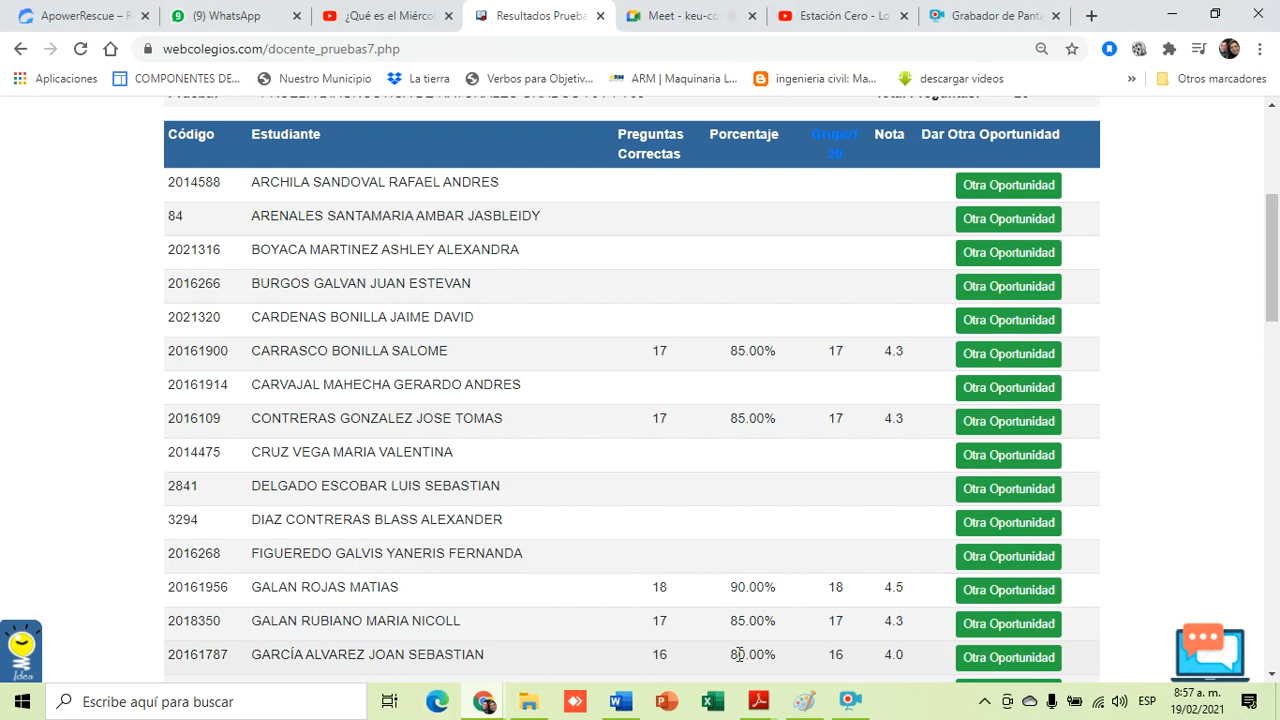 ApowerRescue - U
(9) WhatsApp
¿Qué es el Miérc
Resultados Prueba
Meet - keu-co
Estación Cero - Lo
Grabador de Panta
webcolegios.com/docente_pruebas7.php
Aplicaciones COMPONENTES DE... Nuestro Municipio La tierra Verbos para Objetiv... ARM | Maquinaria L... ingenieria civil: Ma... descargar videos » Otros marcadores
Código Estudiante Preguntas Correctas Porcentaje Grupo1 20 Nota Dar Otra Oportunidad
2014588 ARCHILA SANDOVAL RAFAEL ANDRES Otra Oportunidad
84 ARENALES SANTAMARIA AMBAR JASBLEIDY Otra Oportunidad
2021316 BOYACA MARTINEZ ASHLEY ALEXANDRA Otra Oportunidad
2016266 BURGOS GALVAN JUAN ESTEVAN Otra Oportunidad
2021320 CARDENAS BONILLA JAIME DAVID Otra Oportunidad
20161900 CARRASCO BONILLA SALOME 17 85.00% 17 4.3 Otra Oportunidad
20161914 CARVAJAL MAHECHA GERARDO ANDRES Otra Oportunidad
2016109 CONTRERAS GONZALEZ JOSE TOMAS 17 85.00% 17 4.3 Otra Oportunidad
2014475 CRUZ VEGA MARIA VALENTINA Otra Oportunidad
2841 DELGADO ESCOBAR LUIS SEBASTIAN Otra Oportunidad
3294 DIAZ CONTRERAS BLASS ALEXANDER Otra Oportunidad
2016268 FIGUEREDO GALVIS YANERIS FERNANDA Otra Oportunidad
20161956 GALAN ROJAS MATIAS 18 90.00% 18 4.5 Otra Oportunidad
2018350 GALAN RUBIANO MARIA NICOLL 17 85.00% 17 4.3 Otra Oportunidad
20161787 GARCÍA ALVAREZ JOAN SEBASTIAN 16 80.00% 16 4.0 Otra Oportunidad
Idea
Escribe aquí para buscar
ESP
8:57 a. m.
19/02/2021